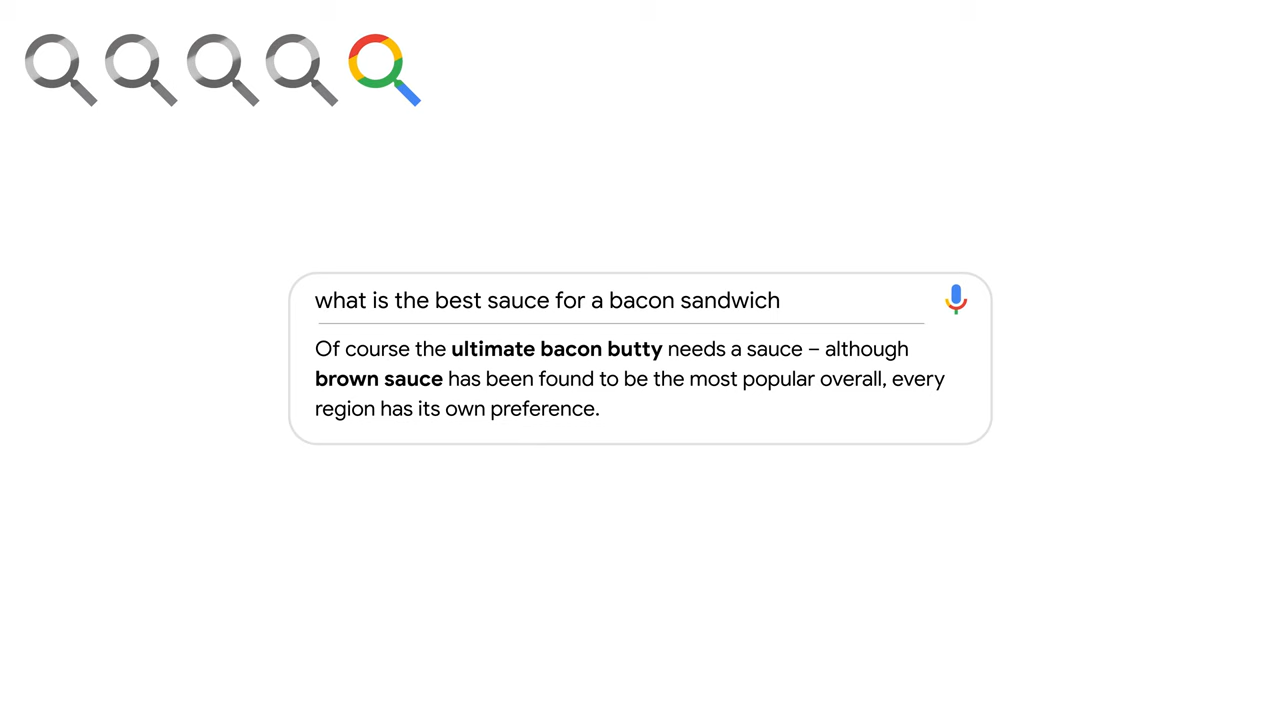 what is the best sauce for a bacon sandwich
Of course the ultimate bacon butty needs a sauce – although
brown sauce has been found to be the most popular overall, every
region has its own preference.